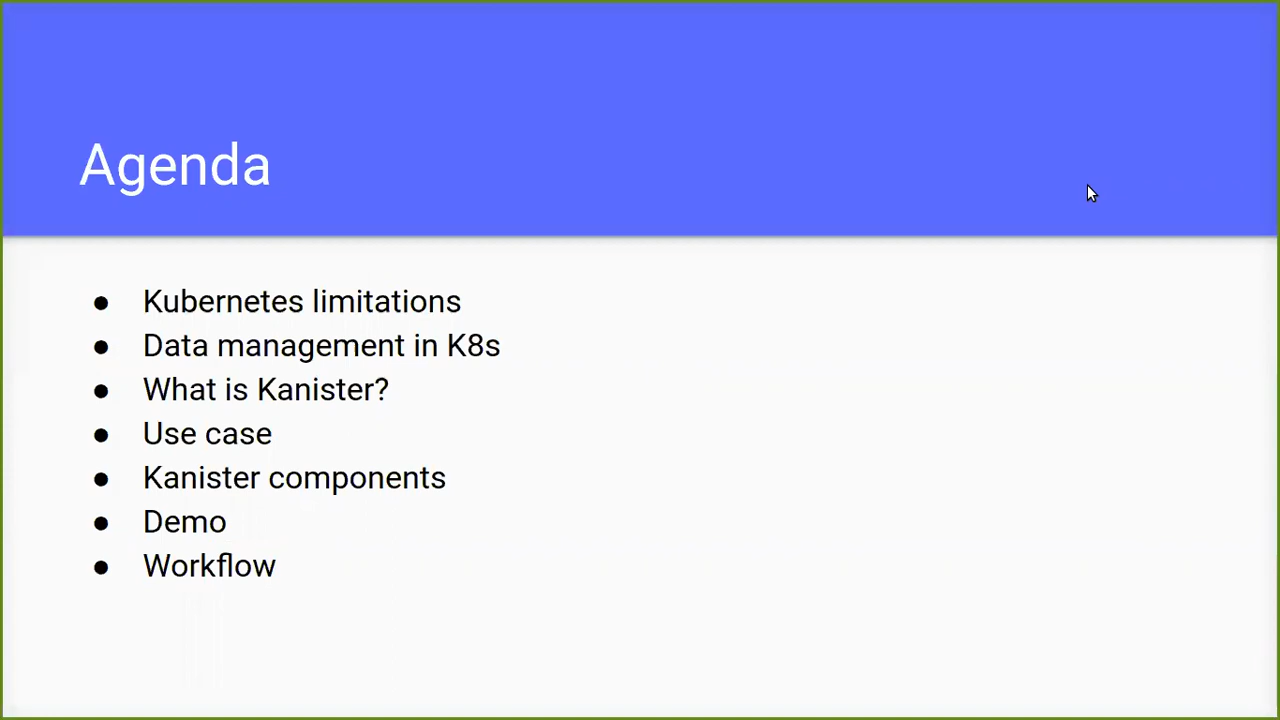 Agenda
● Kubernetes limitations
● Data management in K8s
● What is Kanister?
● Use case
● Kanister components
● Demo
● Workflow